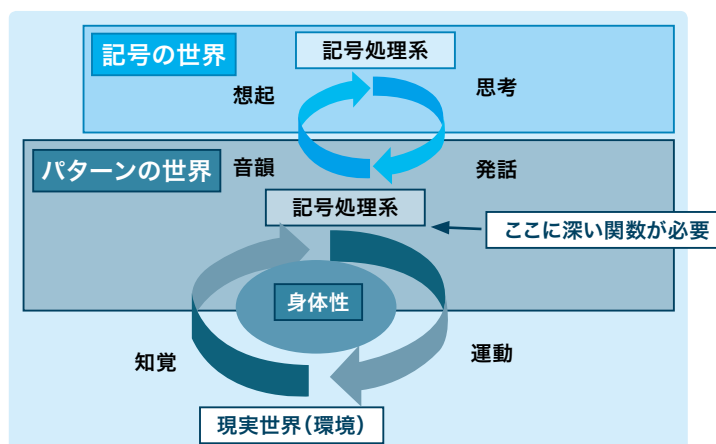 記号の世界
記号処理系
想起
思考
パターンの世界
音韻
発話
記号処理系
ここに深い関数が必要
身体性
知覚
運動
現実世界（環境）